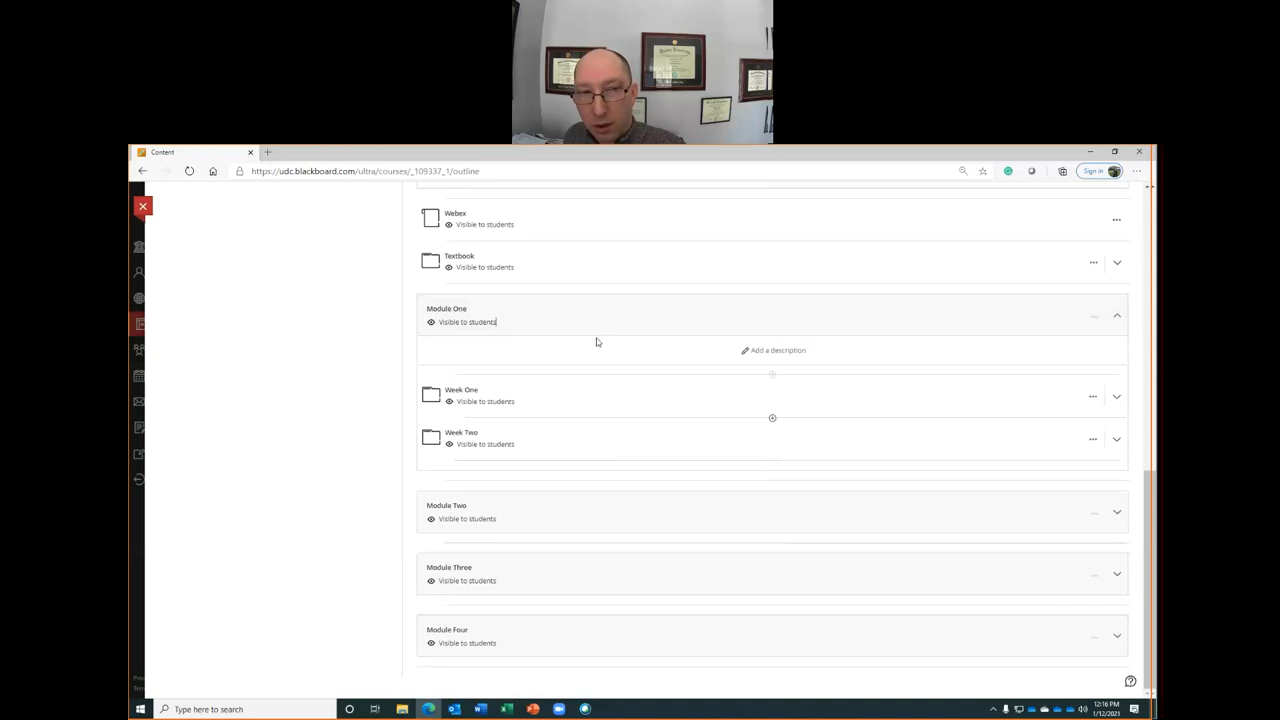 Content
https://udc.blackboard.com/ultra/courses/_109337_1/outline
Sign in
Webex
Visible to students
Textbook
Visible to students
Module One
Visible to students
Add a description
Week One
Visible to students
Week Two
Visible to students
Module Two
Visible to students
Module Three
Visible to students
Module Four
Visible to students
Type here to search
12:16 PM
1/12/2021